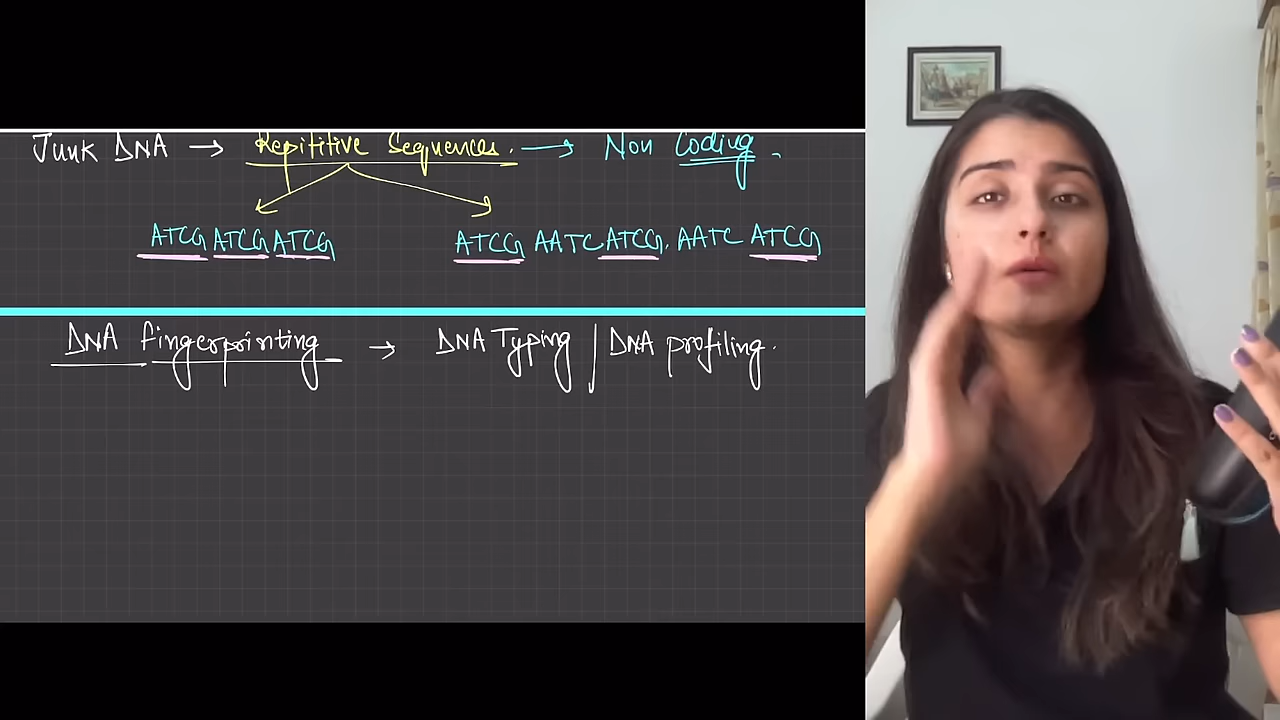 Junk DNA → Repititive Sequences. → Non Coding.
ATCG ATCG ATCG ATCG AATC ATCG. AATC ATCG
DNA fingerprinting → DNA Typing / DNA profiling.